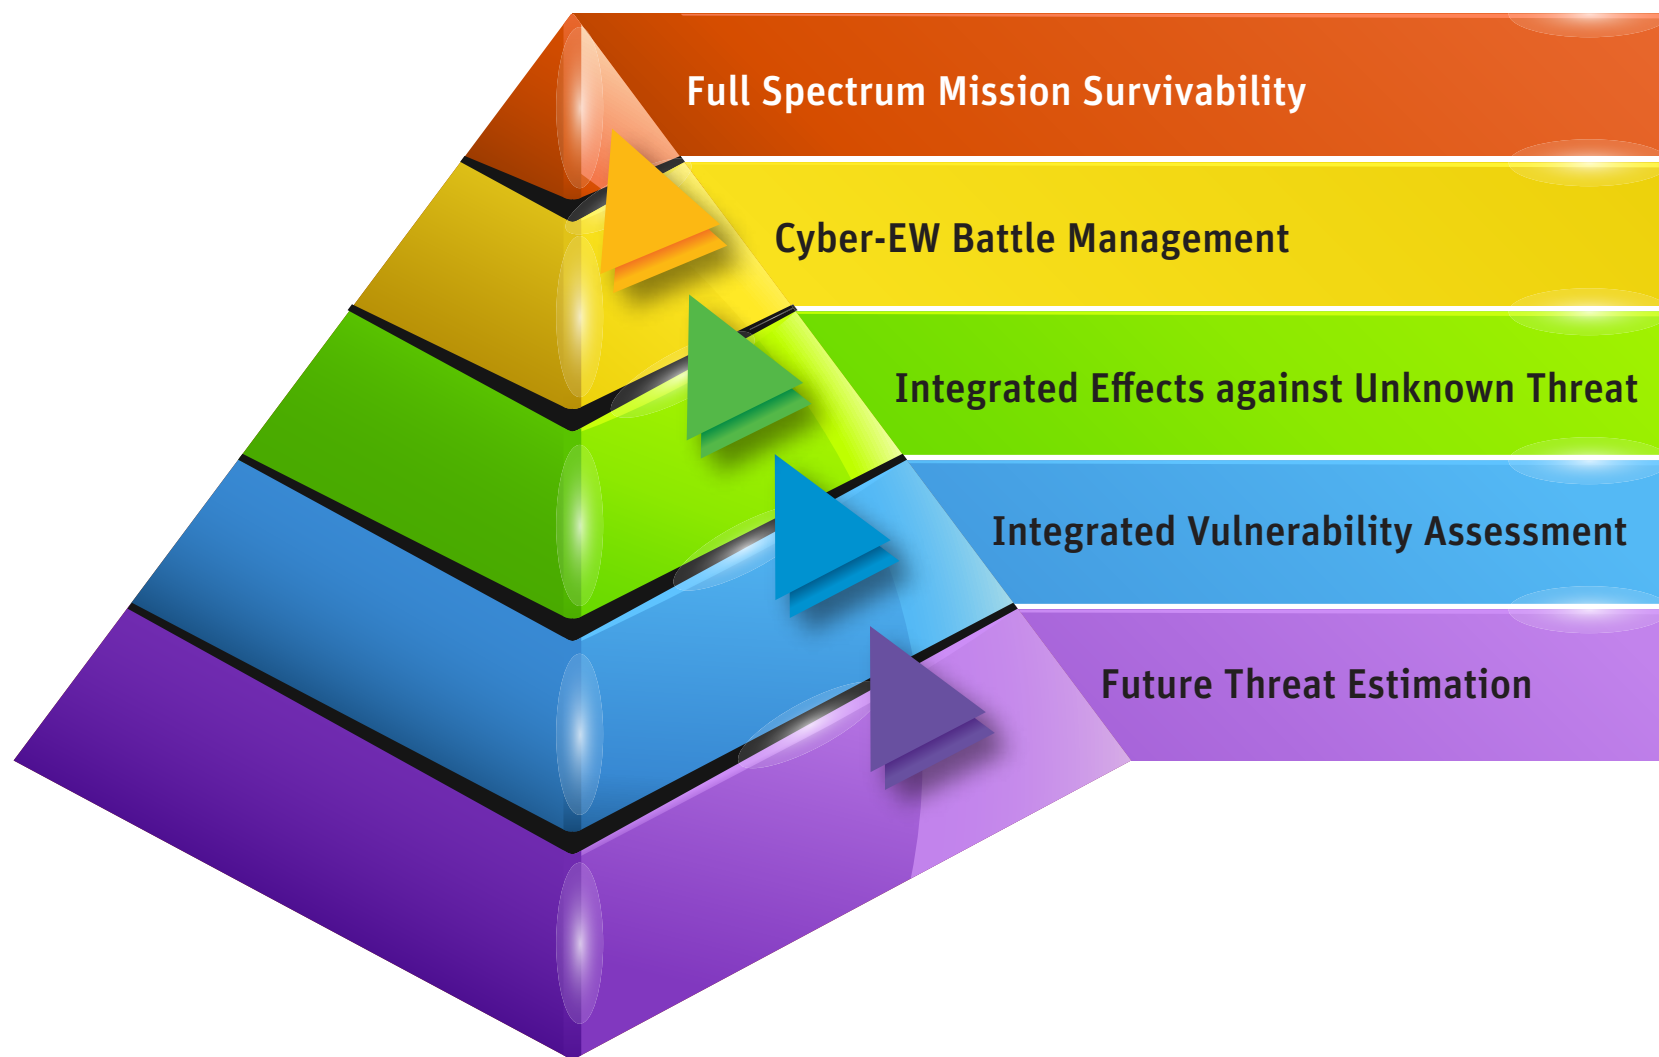 Full Spectrum Mission Survivability
Cyber-EW Battle Management
Integrated Effects against Unknown Threat
Integrated Vulnerability Assessment
Future Threat Estimation